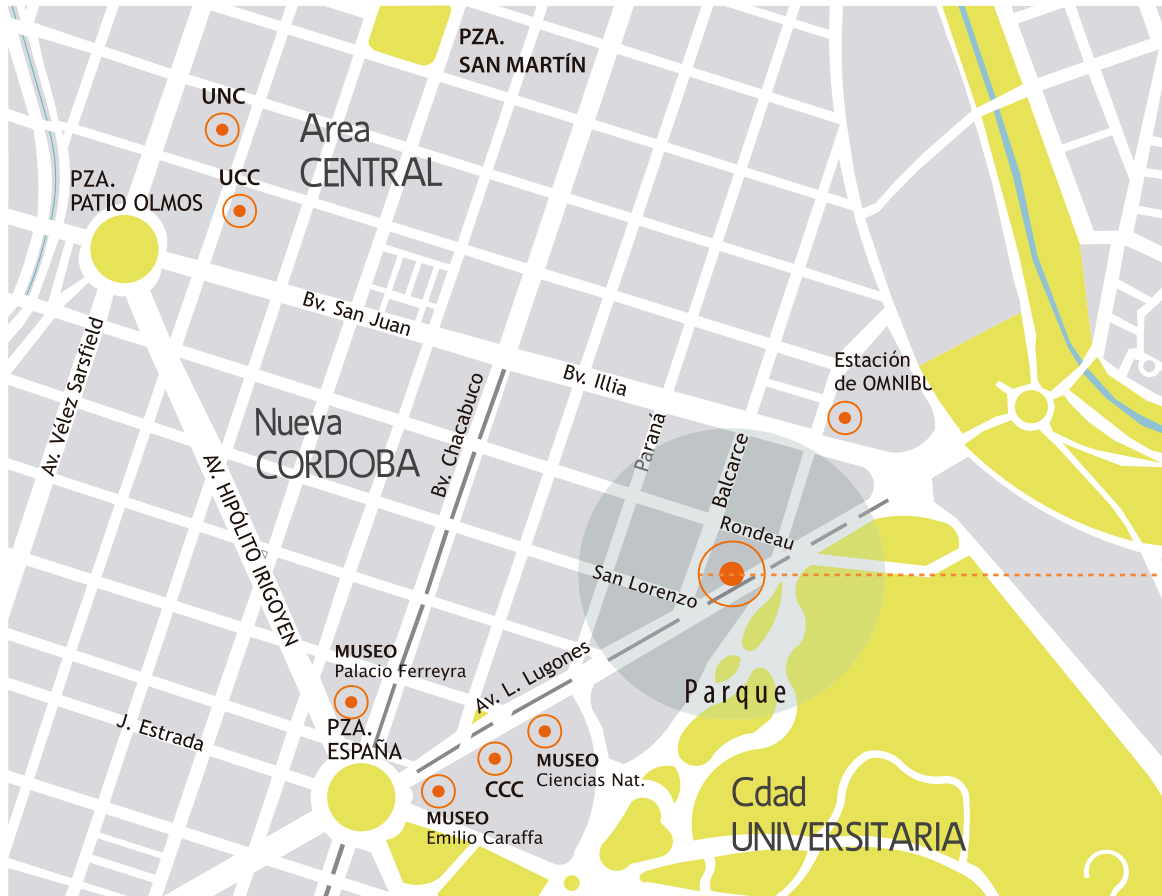 PZA.
SAN MARTÍN
UNC
Area
CENTRAL
UCC
PZA.
PATIO OLMOS
Bv. San Juan
Bv. Illia
Estación
de OMNIBU
Av. Vélez Sarsfield
Nueva
CORDOBA
Bv. Chacabuco
Paraná
Balcarce
AV. HIPÓLITO IRIGOYEN
Rondeau
San Lorenzo
MUSEO
Palacio Ferreyra
Av. L. Lugones
Parque
J. Estrada
PZA.
ESPAÑA
MUSEO
Ciencias Nat.
CCC
MUSEO
Emilio Caraffa
Cdad
UNIVERSITARIA